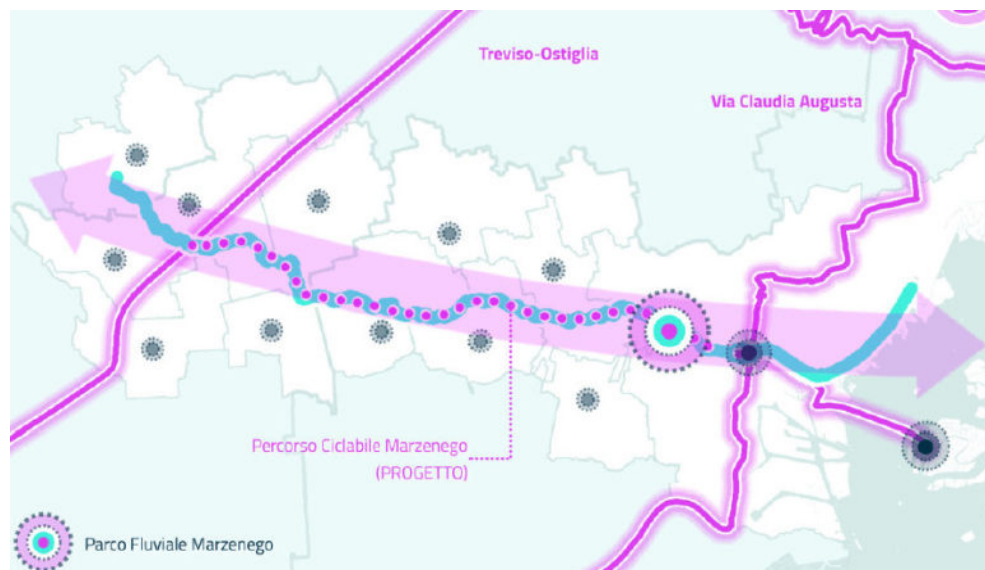 Treviso-Ostiglia
Via Claudia Augusta
Percorso Ciclabile Marzenego
(PROGETTO)
Parco Fluviale Marzenego